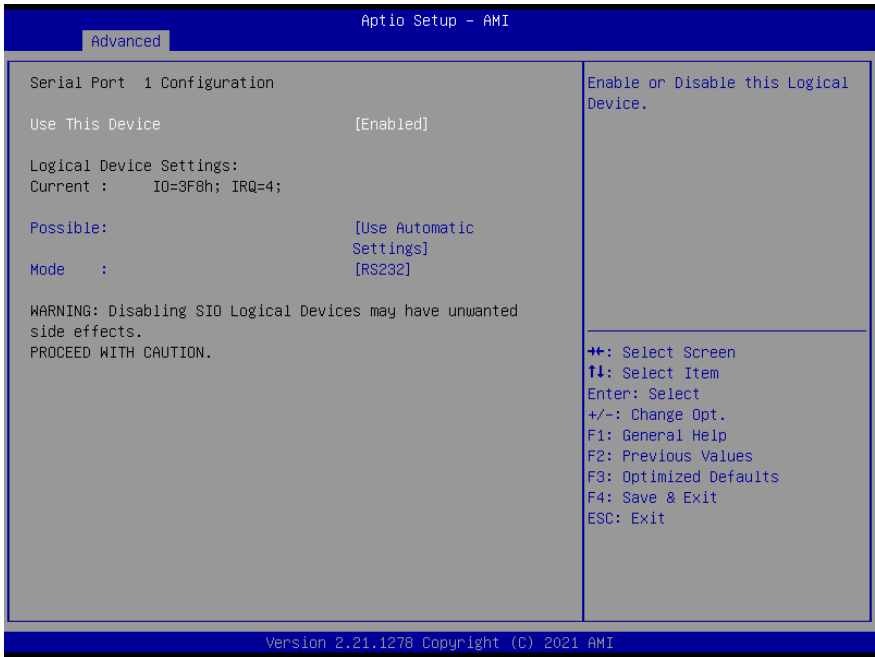 Aptio Setup - AMI
Advanced
Serial Port 1 Configuration
Use This Device [Enabled]
Logical Device Settings:
Current : IO=3F8h; IRQ=4;
Possible: [Use Automatic
Settings]
Mode : [RS232]
WARNING: Disabling SIO Logical Devices may have unwanted
side effects.
PROCEED WITH CAUTION.
Enable or Disable this Logical
Device.
→←: Select Screen
↑↓: Select Item
Enter: Select
+/-: Change Opt.
F1: General Help
F2: Previous Values
F3: Optimized Defaults
F4: Save & Exit
ESC: Exit
Version 2.21.1278 Copyright (C) 2021 AMI